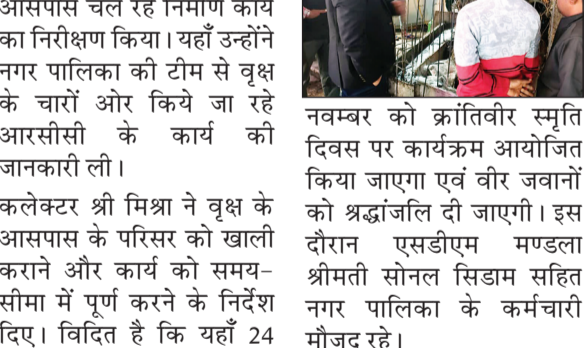 आसपास चल रहे निर्माण कार्य
का निरीक्षण किया। यहाँ उन्होंने
नगर पालिका की टीम से वृक्ष
के चारों ओर किये जा रहे
आरसीसी के कार्य की
जानकारी ली।
कलेक्टर श्री मिश्रा ने वृक्ष के
आसपास के परिसर को खाली
कराने और कार्य को समय-
सीमा में पूर्ण करने के निर्देश
दिए। विदित है कि यहाँ 24
नवम्बर को क्रांतिवीर स्मृति
दिवस पर कार्यक्रम आयोजित
किया जाएगा एवं वीर जवानों
को श्रद्धांजलि दी जाएगी। इस
दौरान एसडीएम मण्डला
श्रीमती सोनल सिडाम सहित
नगर पालिका के कर्मचारी
मौजूद रहे।